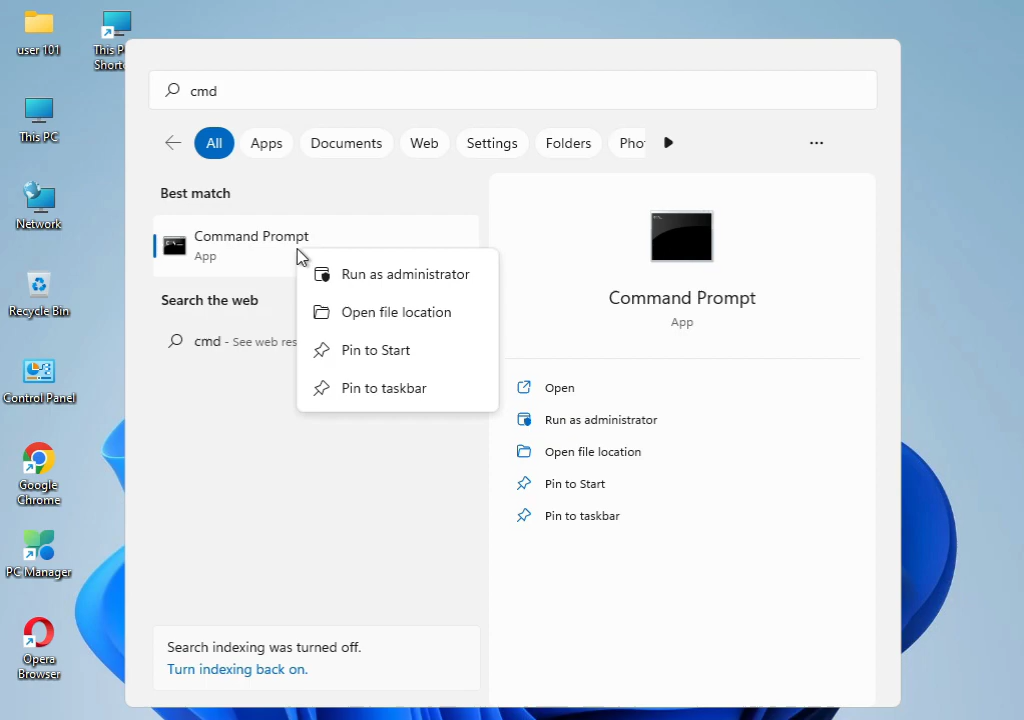 user 101
This P
Shortc
This PC
Network
Recycle Bin
Control Panel
Google
Chrome
PC Manager
Opera
Browser
cmd
All
Apps
Documents
Web
Settings
Folders
Pho
...
Best match
Command Prompt
App
Search the web
cmd - See web res
Run as administrator
Open file location
Pin to Start
Pin to taskbar
Command Prompt
App
Open
Run as administrator
Open file location
Pin to Start
Pin to taskbar
Search indexing was turned off.
Turn indexing back on.